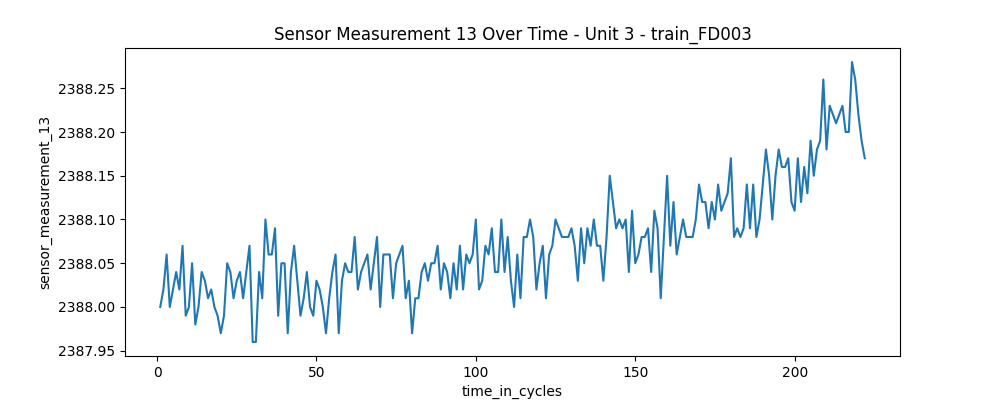 Sensor Measurement 13 Over Time - Unit 3 - train_FD003
sensor_measurement_13
2388.25
2388.20
2388.15
2388.10
2388.05
2388.00
2387.95
0 50 100 150 200
time_in_cycles